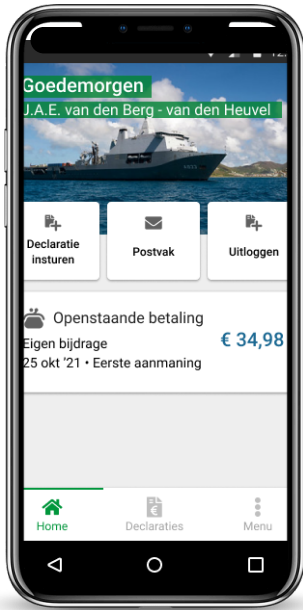 Goedemorgen
J.A.E. van den Berg - van den Heuvel
Declaratie
insturen
Postvak
Uitloggen
Openstaande betaling
Eigen bijdrage
€ 34,98
25 okt '21 • Eerste aanmaning
Home
Declaraties
Menu